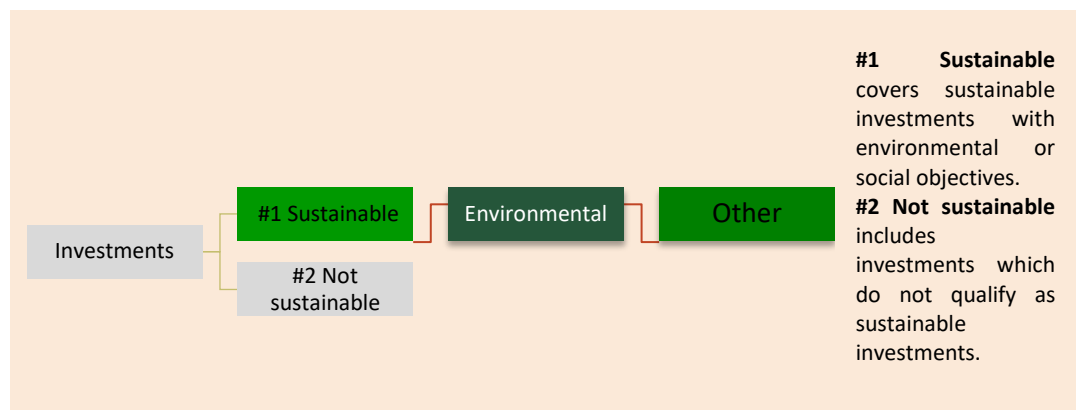 Investments
#1 Sustainable
#2 Not
sustainable
Environmental
Other
#1 Sustainable
covers sustainable
investments with
environmental or
social objectives.
#2 Not sustainable
includes
investments which
do not qualify as
sustainable
investments.